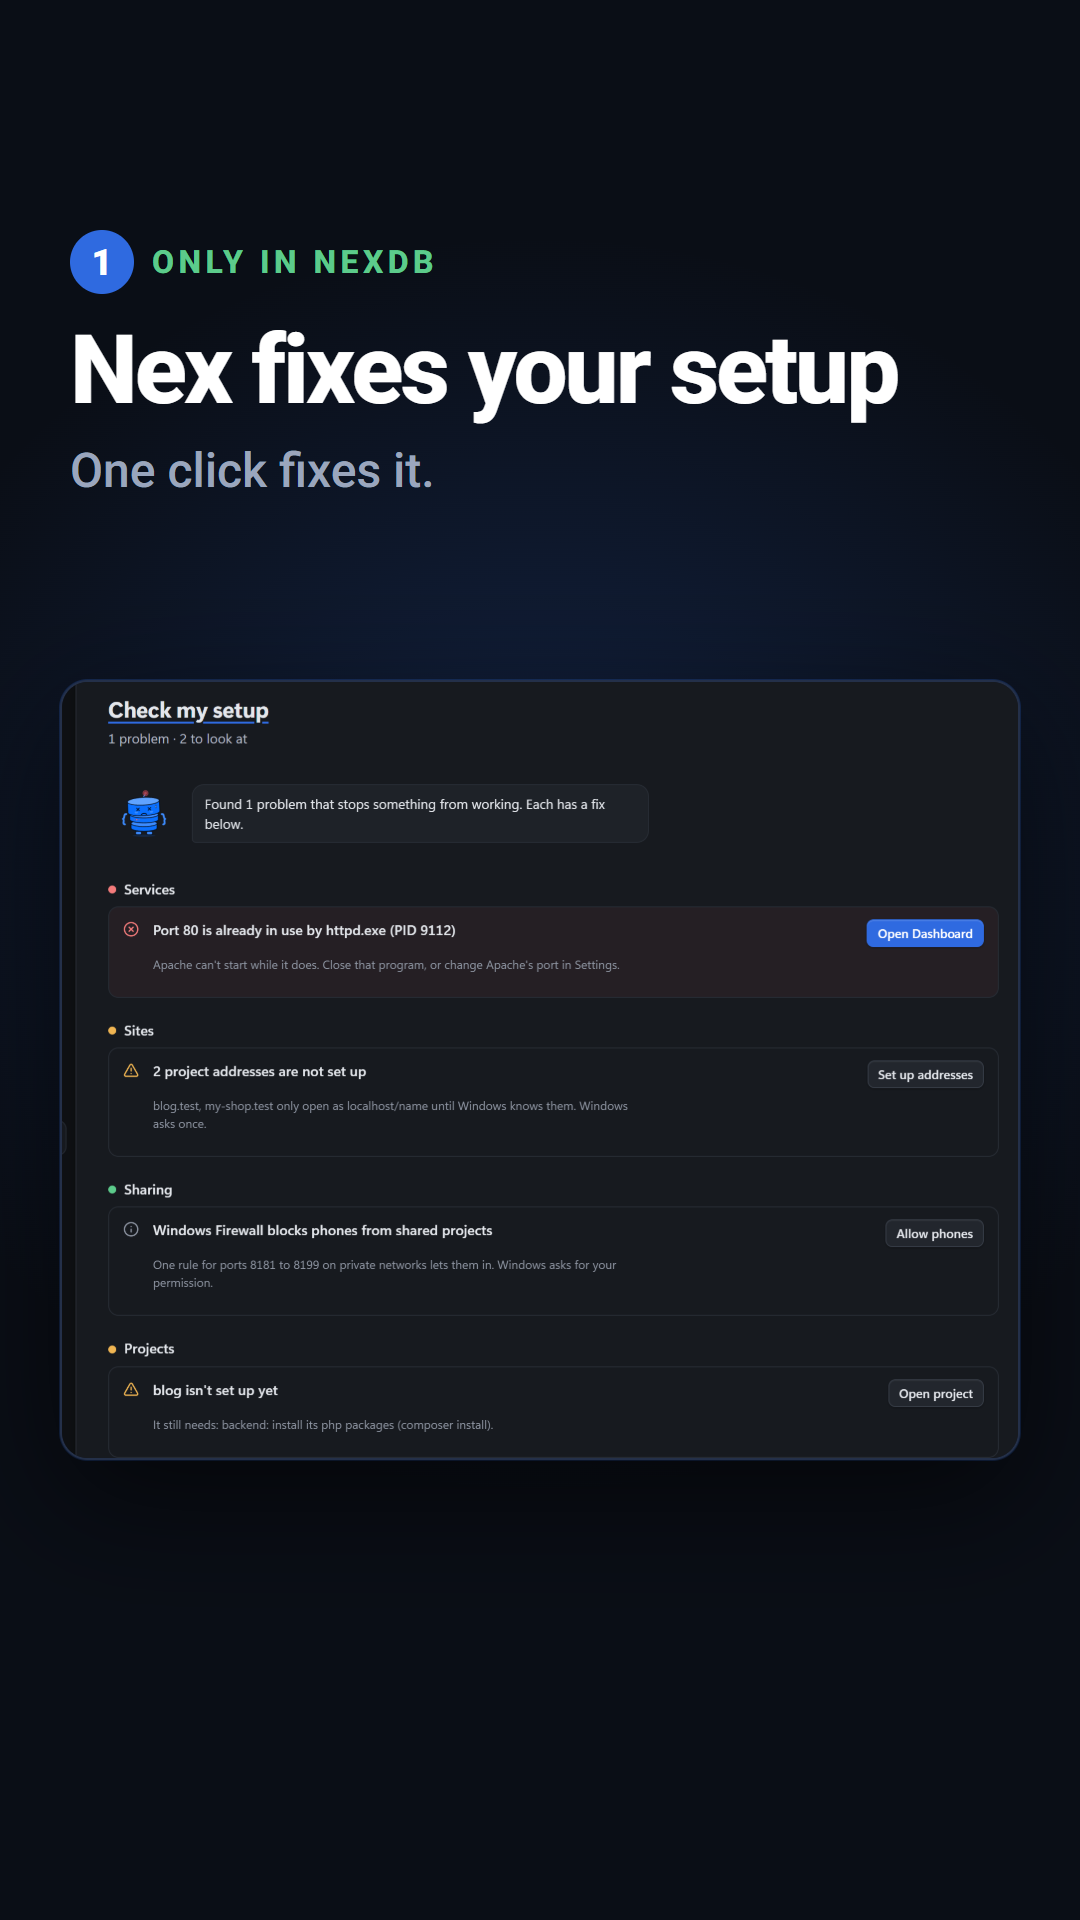 1 ONLY IN NEXDB
Nex fixes your setup
One click fixes it.
Check my setup
1 problem · 2 to look at
Found 1 problem that stops something from working. Each has a fix
below.
Services
Port 80 is already in use by httpd.exe (PID 9112)
Open Dashboard
Apache can't start while it does. Close that program, or change Apache's port in Settings.
Sites
2 project addresses are not set up
Set up addresses
blog.test, my-shop.test only open as localhost/name until Windows knows them. Windows
asks once.
Sharing
Windows Firewall blocks phones from shared projects
Allow phones
One rule for ports 8181 to 8199 on private networks lets them in. Windows asks for your
permission.
Projects
blog isn't set up yet
Open project
It still needs: backend: install its php packages (composer install).